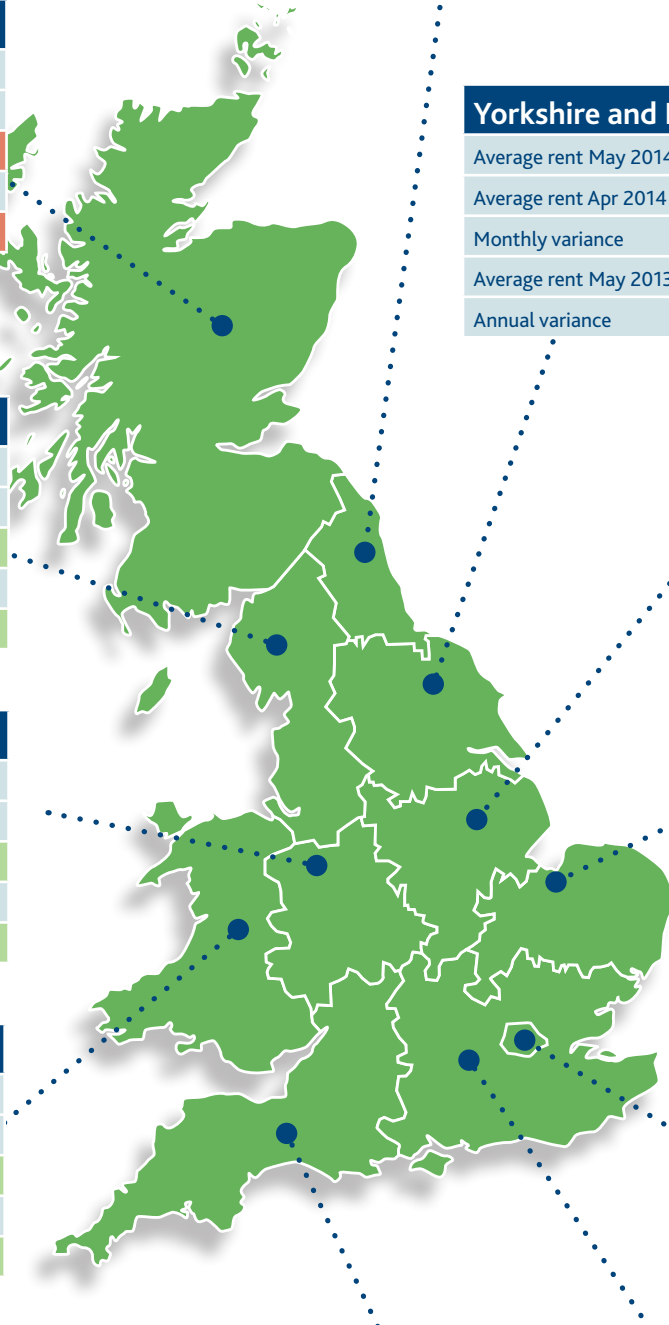 Yorkshire and
Average rent May 2014
Average rent Apr 2014
Monthly variance
Average rent May 2013
Annual variance